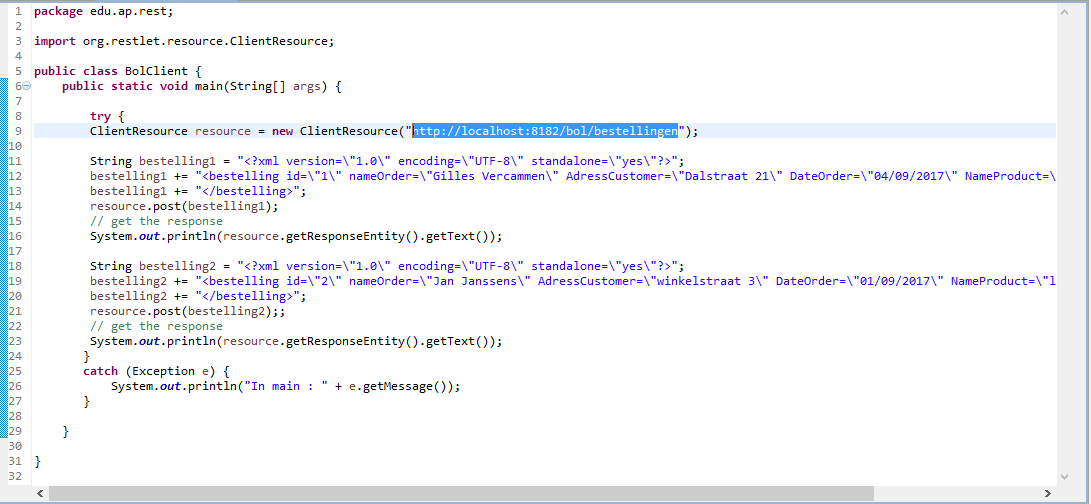 1 package edu.ap.rest;
2
3 import org.restlet.resource.ClientResource;
4
5 public class BolClient {
6 public static void main(String[] args) {
7
8 try {
9 ClientResource resource = new ClientResource("http://localhost:8182/bol/bestellingen");
10
11 String bestelling1 = "<?xml version=\"1.0\" encoding=\"UTF-8\" standalone=\"yes\"?>";
12 bestelling1 += "<bestelling id=\"1\" nameOrder=\"Gilles Vercammen\" AdressCustomer=\"Dalstraat 21\" DateOrder=\"04/09/2017\" NameProduct=\
13 bestelling1 += "</bestelling>";
14 resource.post(bestelling1);
15 // get the response
16 System.out.println(resource.getResponseEntity().getText());
17
18 String bestelling2 = "<?xml version=\"1.0\" encoding=\"UTF-8\" standalone=\"yes\"?>";
19 bestelling2 += "<bestelling id=\"2\" nameOrder=\"Jan Janssens\" AdressCustomer=\"winkelstraat 3\" DateOrder=\"01/09/2017\" NameProduct=\"l
20 bestelling2 += "</bestelling>";
21 resource.post(bestelling2);;
22 // get the response
23 System.out.println(resource.getResponseEntity().getText());
24 }
25 catch (Exception e) {
26 System.out.println("In main : " + e.getMessage());
27 }
28
29 }
30
31 }
32